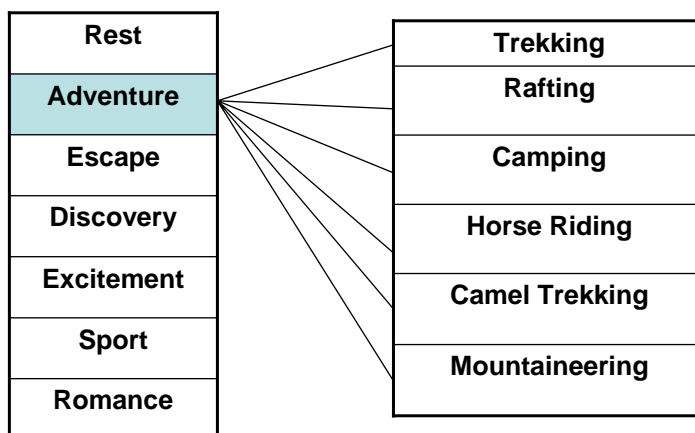 Rest
Adventure
Escape
Discovery
Excitement
Sport
Romance
Trekking
Rafting
Camping
Horse Riding
Camel Trekking
Mountaineering